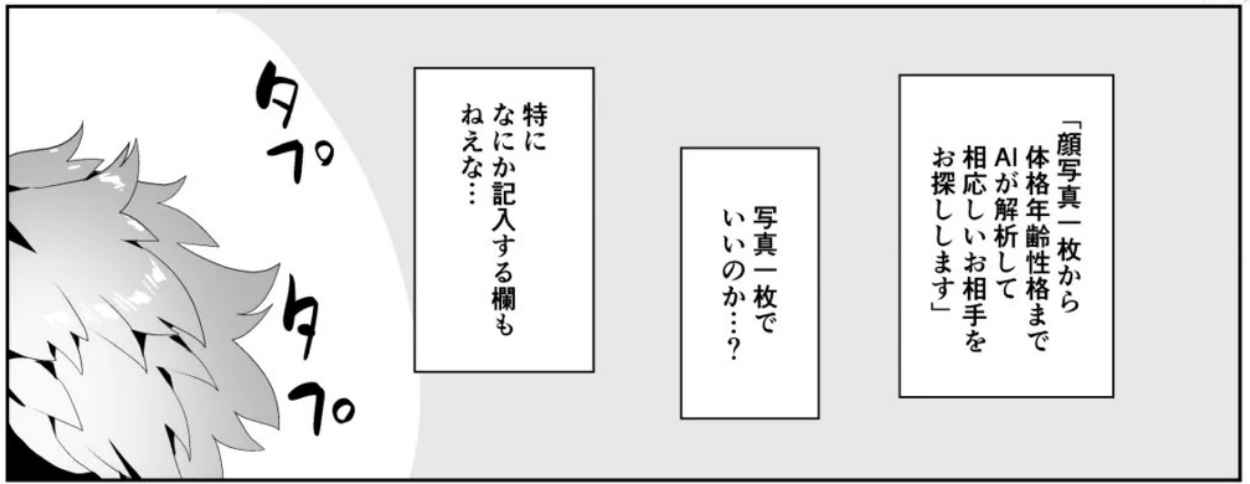 「顔写真一枚から
体格年齢性格まで
AIが解析して
相応しいお相手を
お探しします」
写真一枚で
いいのか…?
特に
なにか記入する欄も
ねえな…
タプ
タプ